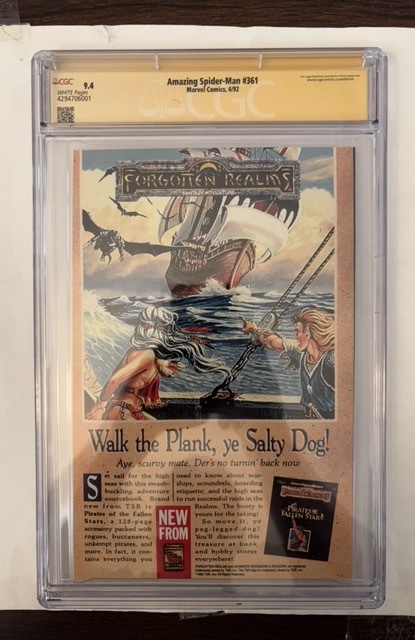 CGC
9.4
WHITE Pages
4294706001
Amazing Spider-Man #361
Marvel Comics, 4/92
CGC
FORGOTTEN REALMS
FANTASY ADVENTURE
Walk the Plank, ye Salty Dog!
Aye, scurvy mate. Der's no turnin' back now
Set sail for the high
seas with this swash-
buckling adventure
sourcebook. Brand
new from TSR is
Pirates of the Fallen
Stars, a 128-page
accessory packed with
rogues, buccaneers,
unkempt pirates, and
more. In fact, it con-
tains everything you
NEW
FROM
TSR
need to know about war-
ships, scoundrels, boarding
etiquette, and the high seas
to run successful raids in the
Realms. The booty is
yours for the taking!
So move it, ye
peg-legged dog!
You'll discover this
treasure at book
and hobby stores
everywhere!
FORGOTTEN REALMS
PIRATES OF THE
FALLEN STARS